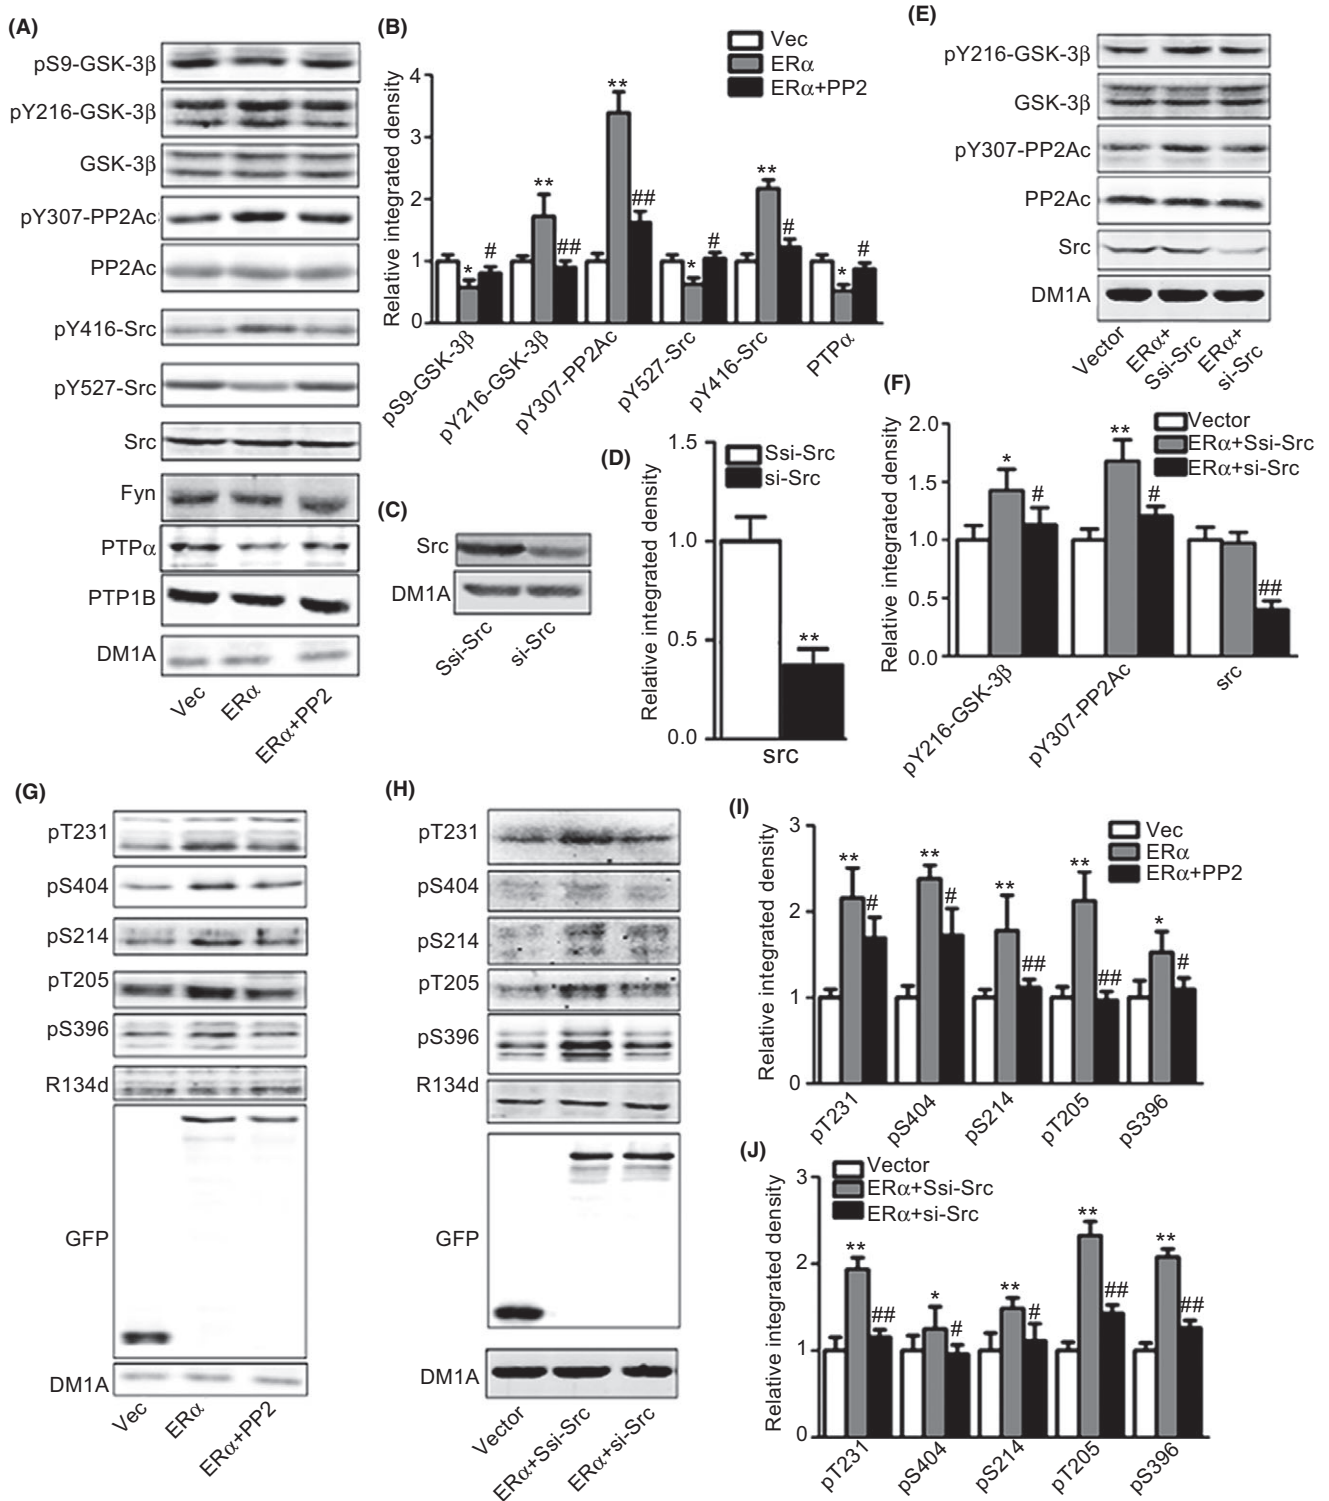 (A)
pS9-GSK-3β
pY216-GSK-3β
GSK-3β
pY307-PP2Ac
PP2Ac
pY416-Src
pY527-Src
Src
Fyn
PTPα
PTP1B
DM1A
Vec
ERα
ERα+PP2
(B)
Relative integrated density
4
3
2
1
0
Vec
ERα
ERα+PP2
* #
** ##
** ##
* #
** #
* #
pS9-GSK-3β
pY216-GSK-3β
pY307-PP2Ac
pY527-Src
pY416-Src
PTPα
(C)
Src
DM1A
Ssi-Src
si-Src
(D)
Relative integrated density
1.5
1.0
0.5
0.0
Ssi-Src
si-Src
**
src
(E)
pY216-GSK-3β
GSK-3β
pY307-PP2Ac
PP2Ac
Src
DM1A
Vector
ERα+
Ssi-Src
ERα+
si-Src
(F)
Relative integrated density
2.0
1.5
1.0
0.5
0.0
Vector
ERα+Ssi-Src
ERα+si-Src
* #
** #
##
pY216-GSK-3β
pY307-PP2Ac
src
(G)
pT231
pS404
pS214
pT205
pS396
R134d
GFP
DM1A
Vec
ERα
ERα+PP2
(H)
pT231
pS404
pS214
pT205
pS396
R134d
GFP
DM1A
Vector
ERα+Ssi-Src
ERα+si-Src
(I)
Relative integrated density
3
2
1
0
Vec
ERα
ERα+PP2
** #
** #
** ##
** ##
* #
pT231
pS404
pS214
pT205
pS396
(J)
Relative integrated density
3
2
1
0
Vector
ERα+Ssi-Src
ERα+si-Src
** ##
* #
** #
** ##
** ##
pT231
pS404
pS214
pT205
pS396